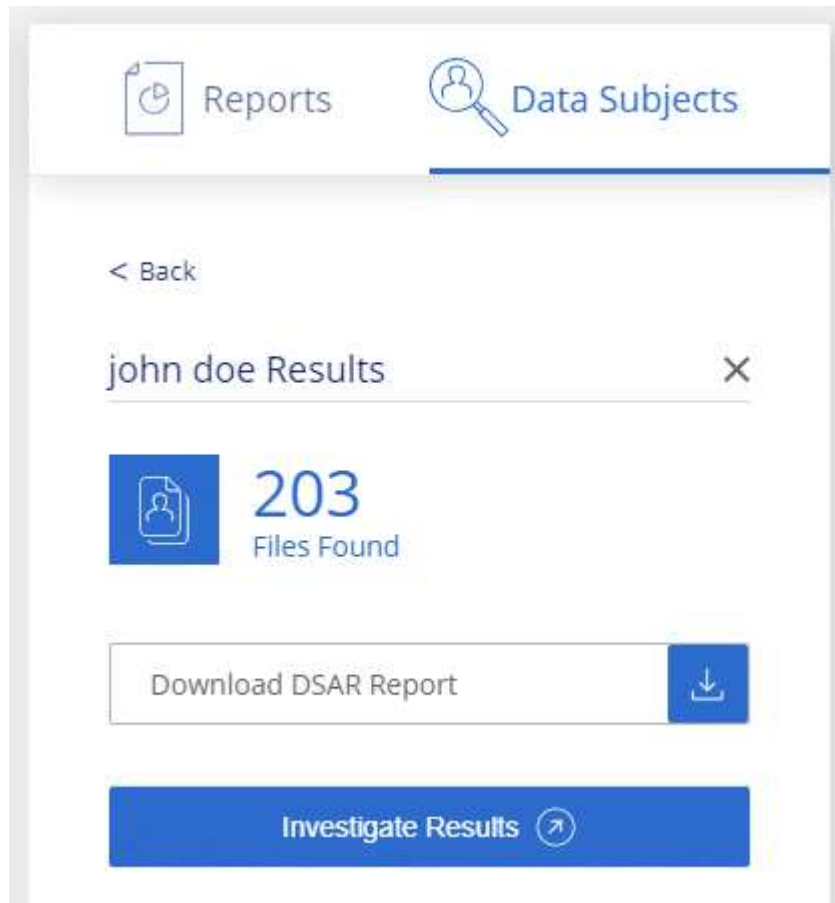 Reports
Data Subjects
< Back
john doe Results
203
Files Found
Download DSAR Report
Investigate Results